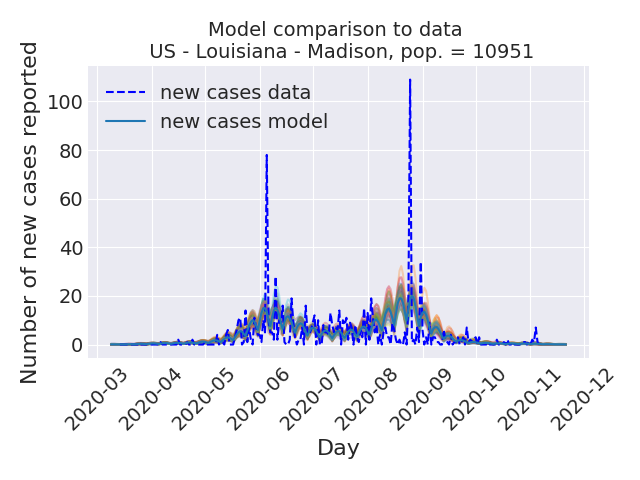 Model comparison to data
US - Louisiana - Madison, pop. = 10951
Number of new cases reported
100
80
60
40
20
0
new cases data
new cases model
2020-03
2020-04
2020-05
2020-06
2020-07
2020-08
2020-09
2020-10
2020-11
2020-12
Day